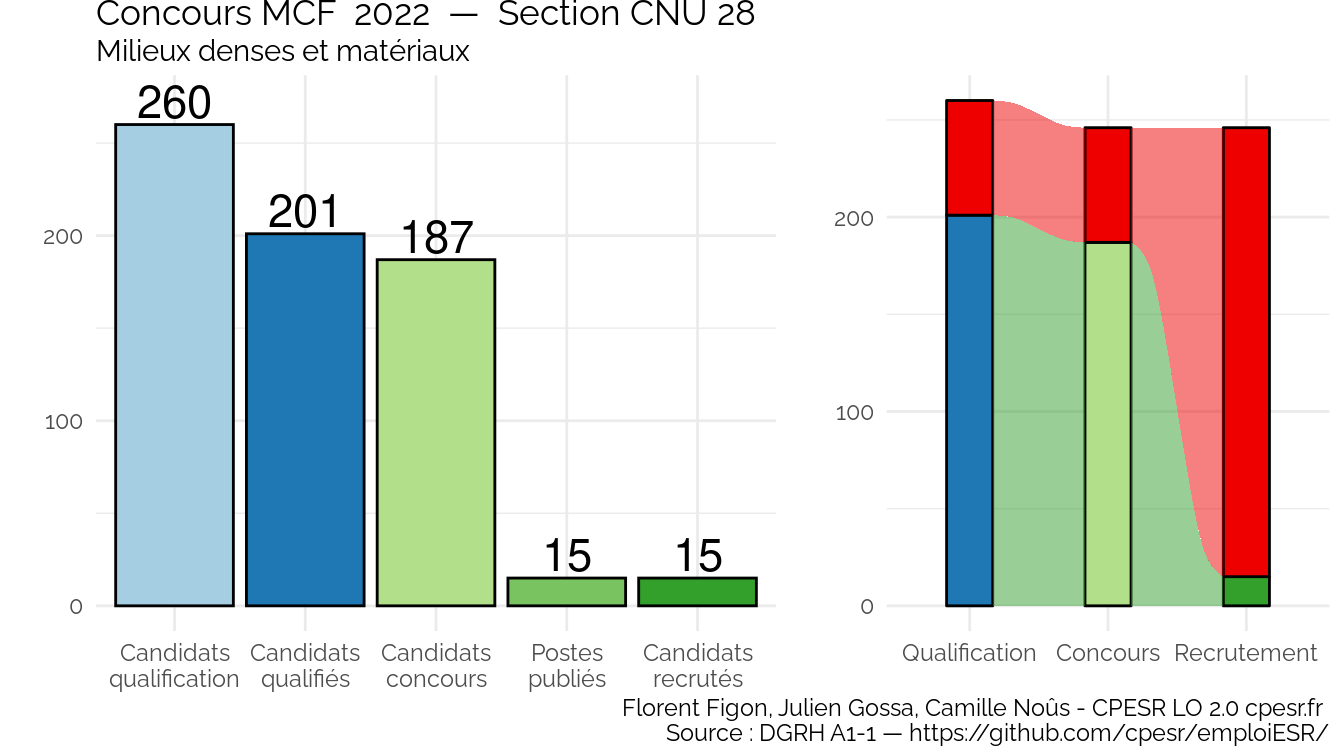 Concours MCF 2022 — Section CNU 28
Milieux denses et matériaux
260
201
187
15
15
200
100
0
Candidats qualification
Candidats qualifiés
Candidats concours
Postes publiés
Candidats recrutés
200
100
0
Qualification
Concours
Recrutement
Florent Figon, Julien Gossa, Camille Noûs - CPESR LO 2.0 cpesr.fr
Source : DGRH A1-1 — https://github.com/cpesr/emploiESR/